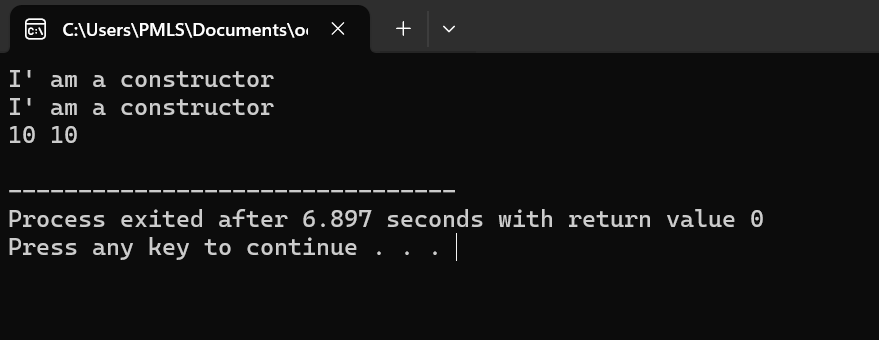 C:\Users\PMLS\Documents\o
I' am a constructor
I' am a constructor
10 10
--------------------------------
Process exited after 6.897 seconds with return value 0
Press any key to continue . . .